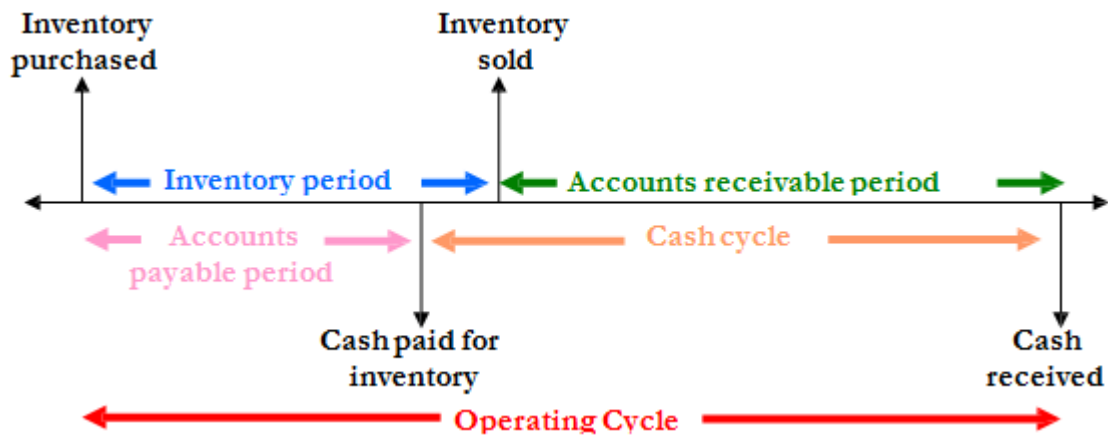 Inventory
purchased
Inventory
sold
Inventory period
Accounts receivable period
Accounts
payable period
Cash cycle
Cash paid for
inventory
Cash
received
Operating Cycle